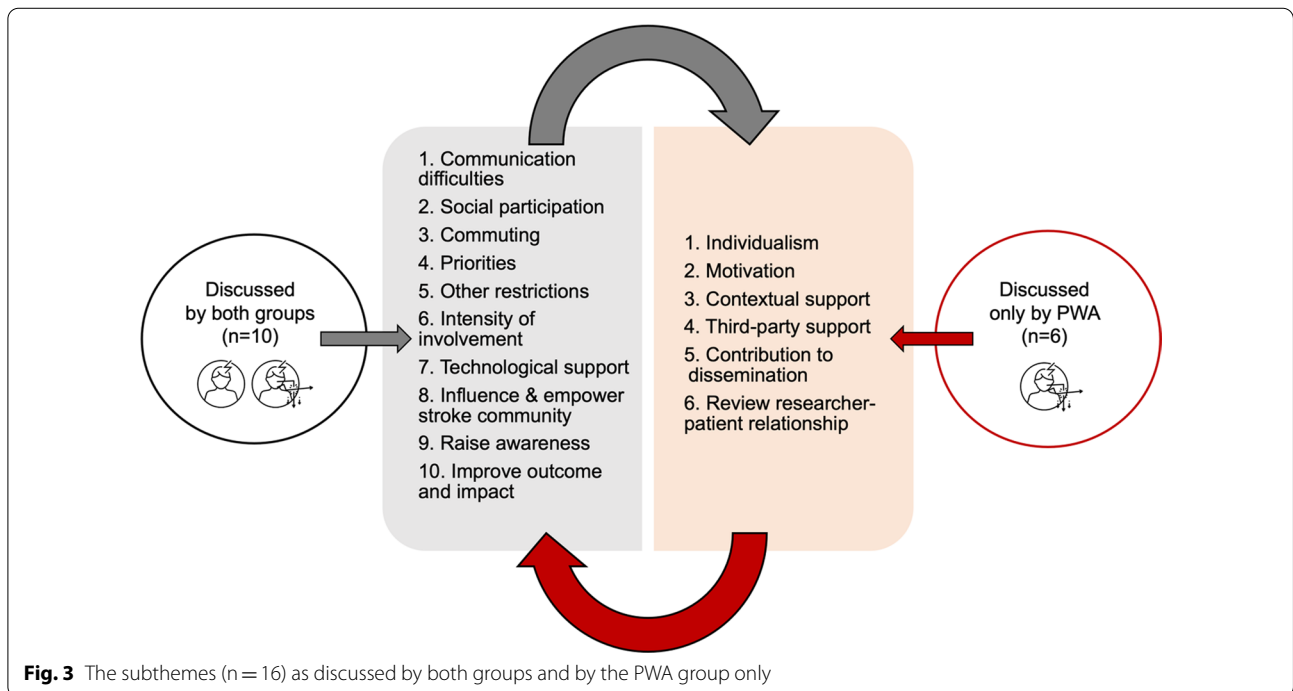 Discussed
by both groups
(n=10)
1. Communication
difficulties
2. Social participation
3. Commuting
4. Priorities
5. Other restrictions
6. Intensity of
involvement
7. Technological support
8. Influence & empower
stroke community
9. Raise awareness
10. Improve outcome
and impact
1. Individualism
2. Motivation
3. Contextual support
4. Third-party support
5. Contribution to
dissemination
6. Review researcher-
patient relationship
Discussed
only by PWA
(n=6)
Fig. 3 The subthemes (n = 16) as discussed by both groups and by the PWA group only